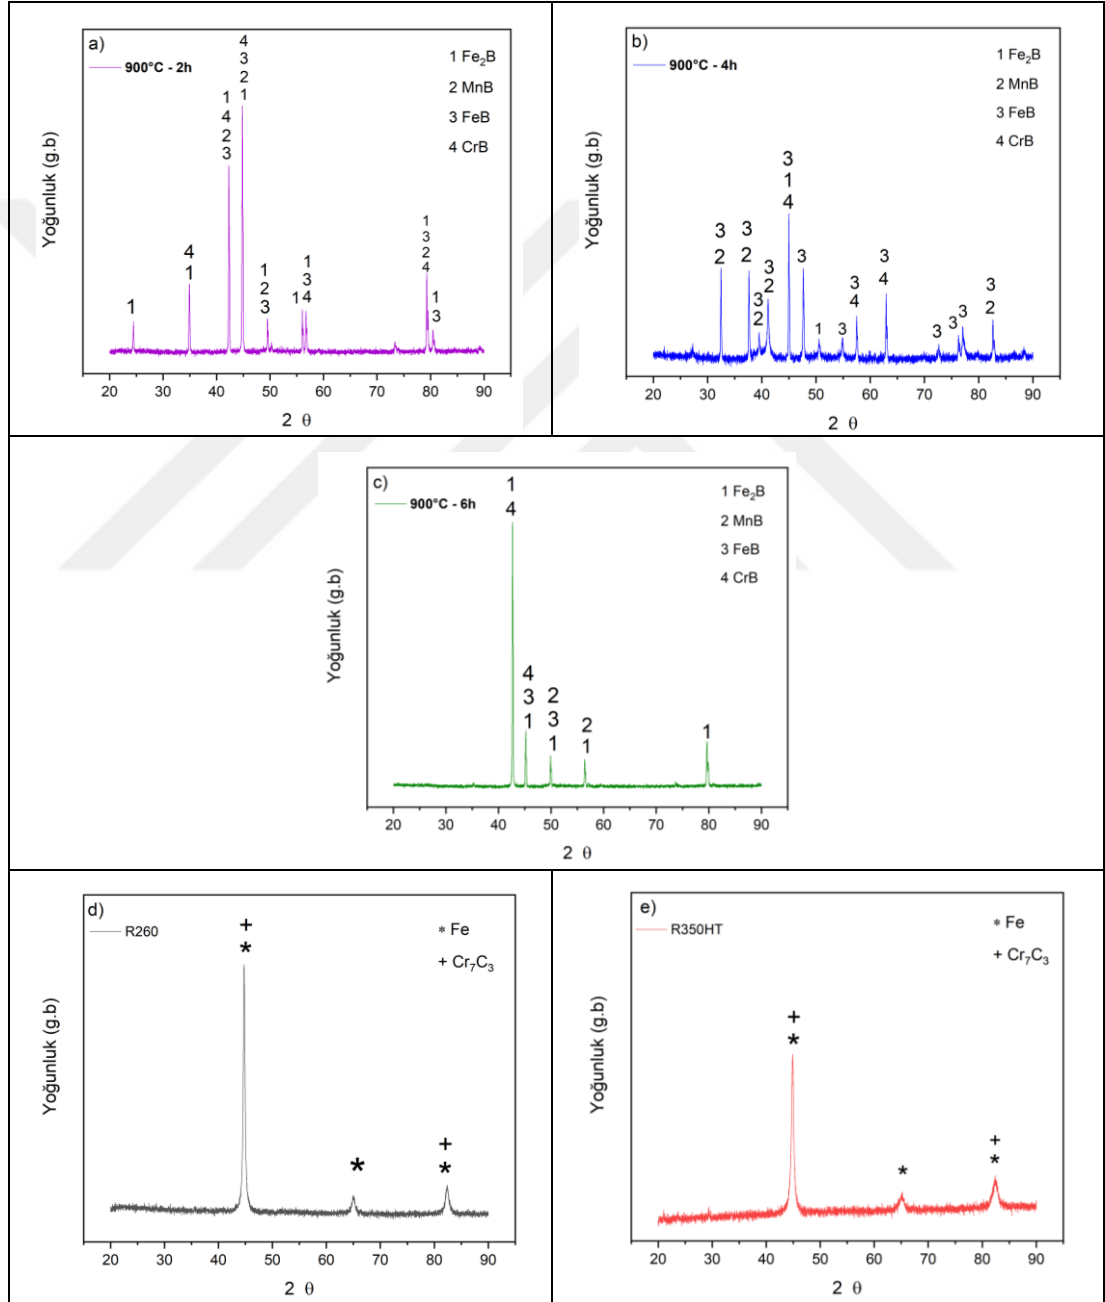 a)
900°C - 2h
1 Fe₂B
2 MnB
3 FeB
4 CrB
Yoğunluk (g.b)
1
4
1
1
4
2
3
4
3
2
1
1
2
3
1
1
3
4
1
3
2
4
1
3
20 30 40 50 60 70 80 90
2 θ
b)
900°C - 4h
1 Fe₂B
2 MnB
3 FeB
4 CrB
Yoğunluk (g.b)
3
2
3
2
3
2
3
2
3
1
4
3
1
3
3
4
3
4
3
3
3
3
2
20 30 40 50 60 70 80 90
2 θ
c)
900°C - 6h
1 Fe₂B
2 MnB
3 FeB
4 CrB
Yoğunluk (g.b)
1
4
4
3
1
2
3
1
2
1
1
20 30 40 50 60 70 80 90
2 θ
d)
R260
* Fe
+ Cr₇C₃
Yoğunluk (g.b)
+
*
*
+
*
20 30 40 50 60 70 80 90
2 θ
e)
R350HT
* Fe
+ Cr₇C₃
Yoğunluk (g.b)
+
*
*
+
*
20 30 40 50 60 70 80 90
2 θ